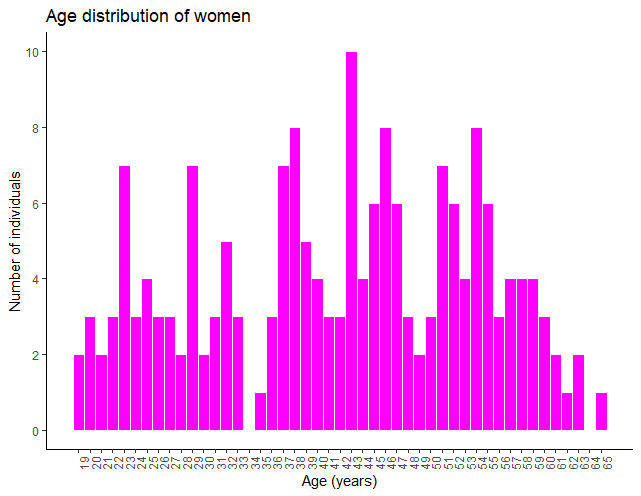 Age distribution of women
10
8
6
4
2
0
Number of individuals
19 20 21 22 23 24 25 26 27 28 29 30 31 32 33 34 35 36 37 38 39 40 41 42 43 44 45 46 47 48 49 50 51 52 53 54 55 56 57 58 59 60 61 62 63 64 65
Age (years)